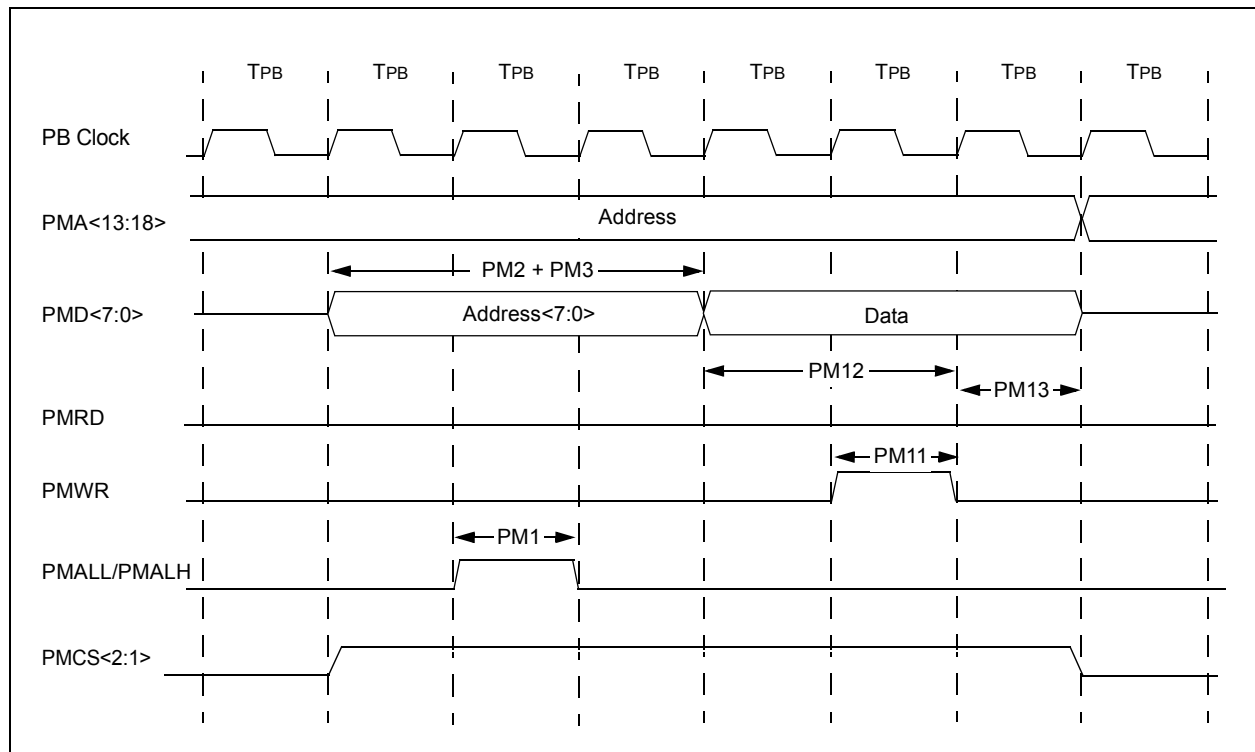 TPB TPB TPB TPB TPB TPB TPB TPB
PB Clock
PMA<13:18>
Address
PM2 + PM3
PMD<7:0>
Address<7:0>
Data
PM12
PM13
PMRD
PM11
PMWR
PM1
PMALL/PMALH
PMCS<2:1>